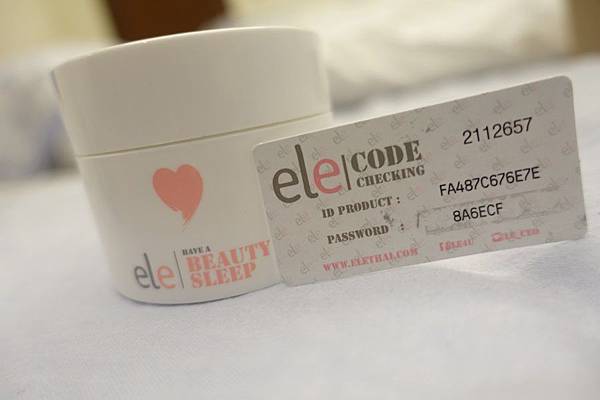 ele HAVE A
BEAUTY
SLEEP
2112657
ele CODE
CHECKING
ID PRODUCT : FA487C676E7E
PASSWORD : 8A6ECF
WWW.ELETHAI.COM